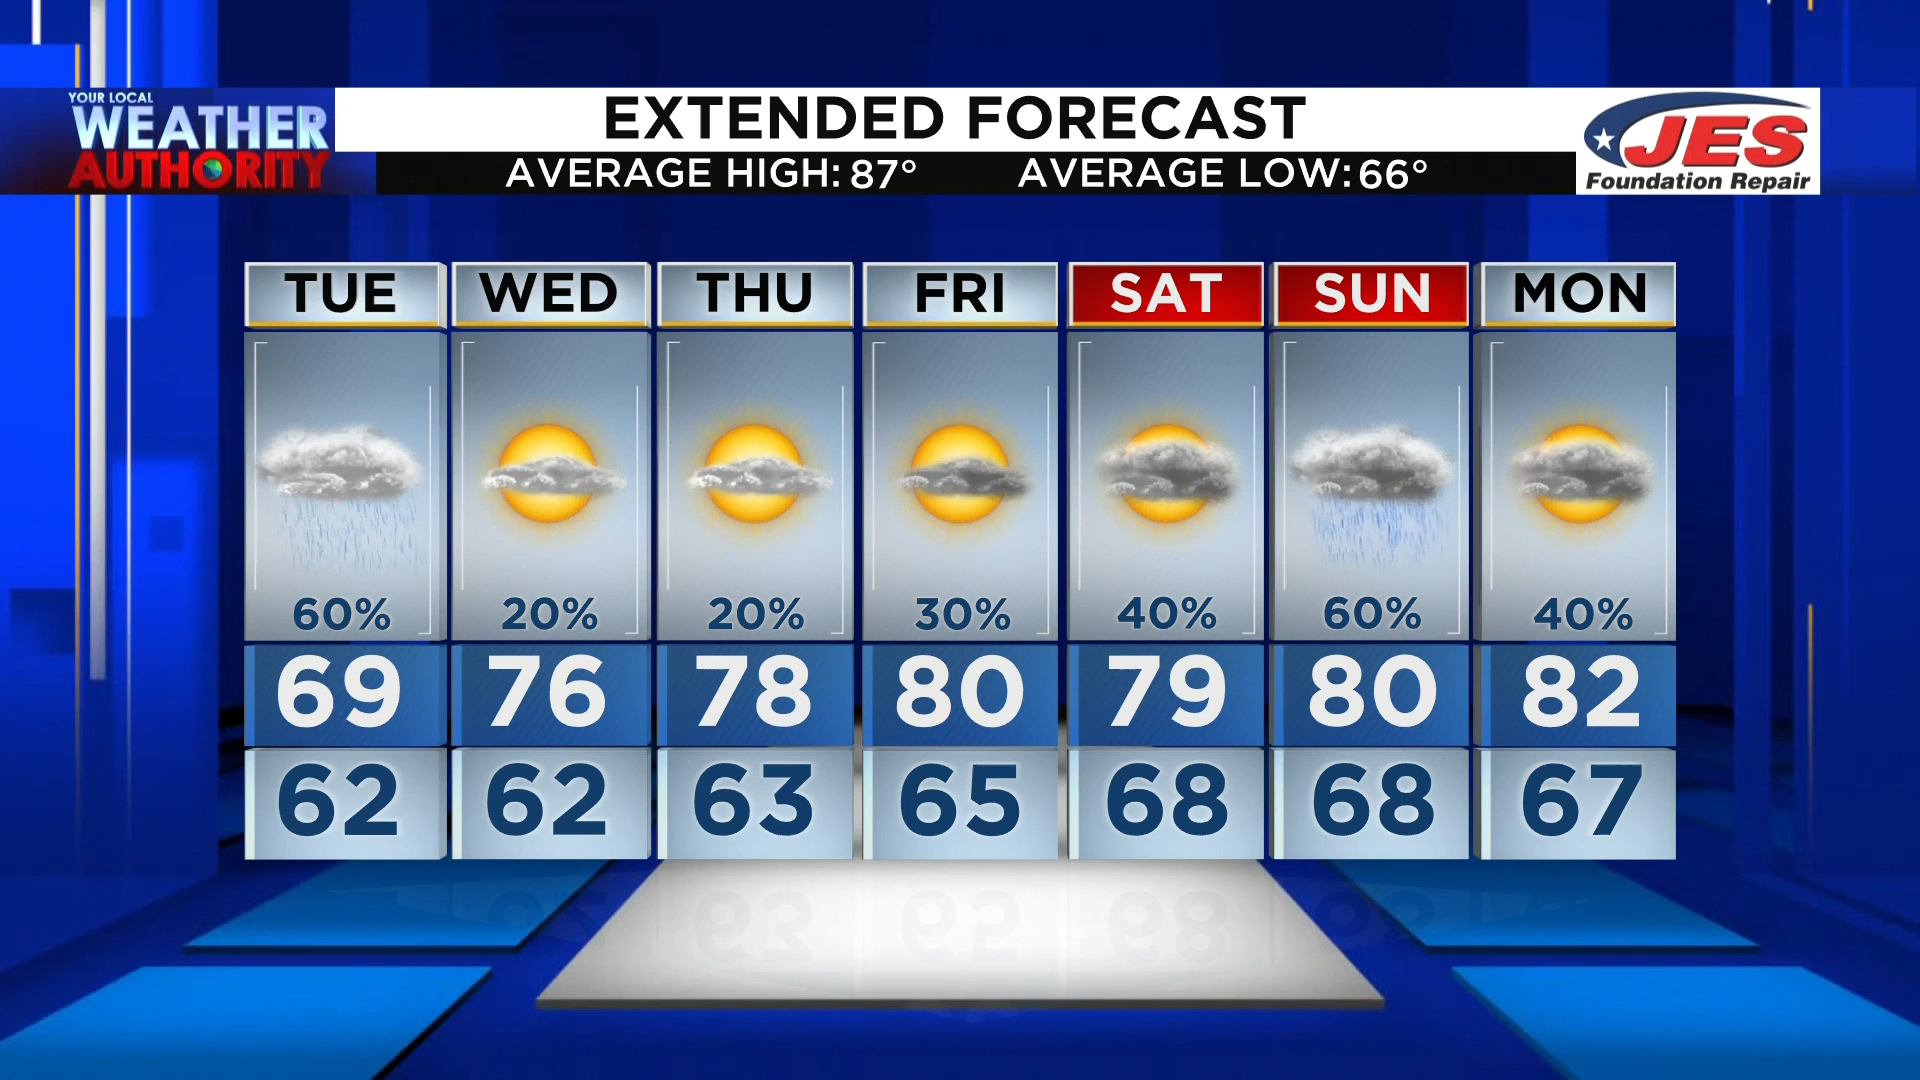 YOUR LOCAL
WEATHER
AUTHORITY
EXTENDED FORECAST
AVERAGE HIGH: 87° AVERAGE LOW: 66°
JES
Foundation Repair
TUE WED THU FRI SAT SUN MON
60% 20% 20% 30% 40% 60% 40%
69 76 78 80 79 80 82
62 62 63 65 68 68 67